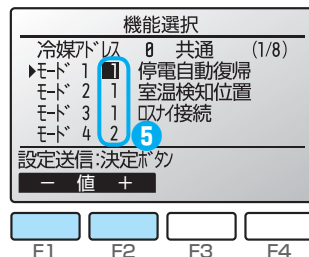 機能選択
冷媒ｱﾄﾞﾚｽ 0 共通 (1/8)
▶ﾓｰﾄﾞ 1 1 停電自動復帰
ﾓｰﾄﾞ 2 1 室温検知位置
ﾓｰﾄﾞ 3 1 ﾛｽﾅｲ接続
ﾓｰﾄﾞ 4 2
5
設定送信:決定ﾎﾞﾀﾝ
− 値 +
F1 F2 F3 F4